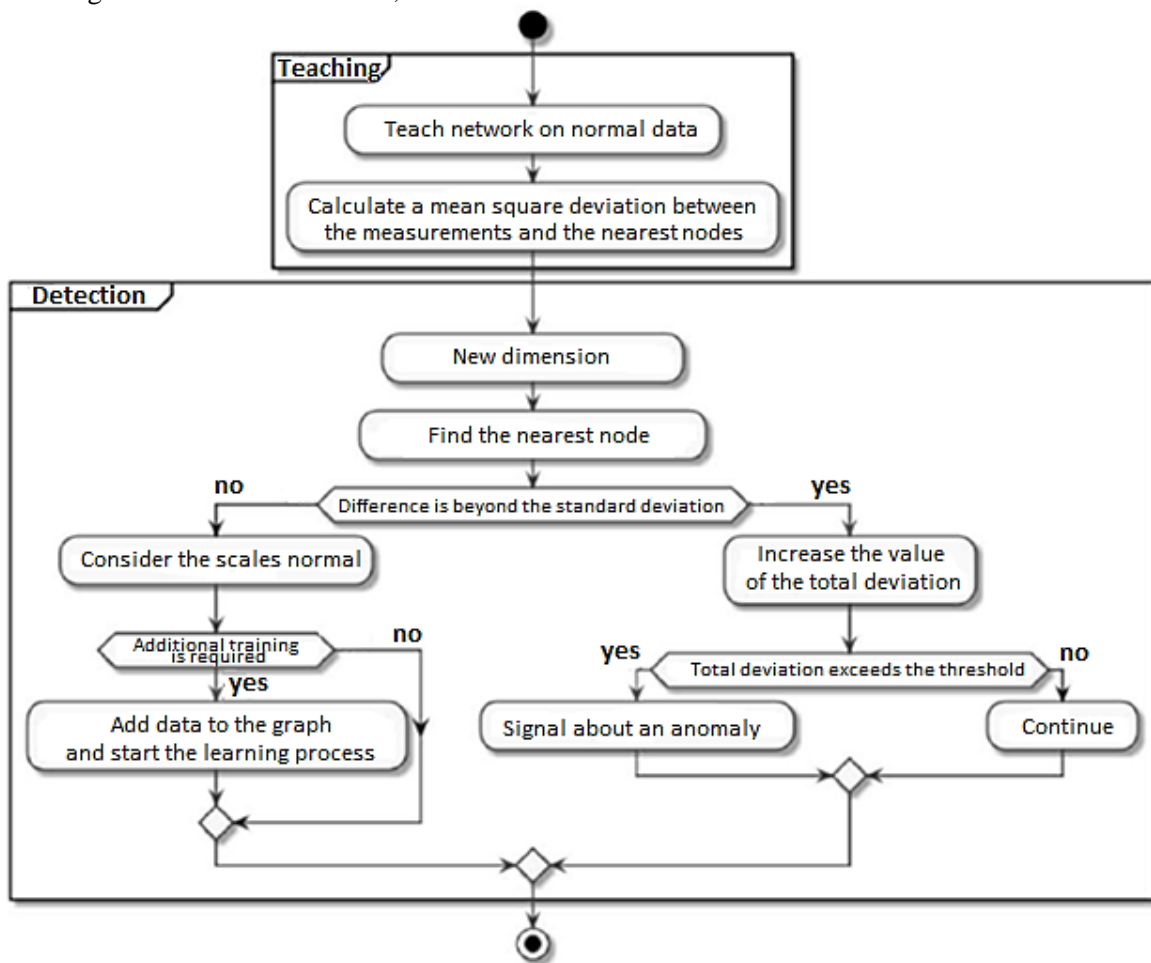 Teaching
Teach network on normal data
Calculate a mean square deviation between
the measurements and the nearest nodes
Detection
New dimension
Find the nearest node
no
Difference is beyond the standard deviation
yes
Consider the scales normal
Increase the value
of the total deviation
Additional training
is required
no
yes
yes
Total deviation exceeds the threshold
no
Add data to the graph
and start the learning process
Signal about an anomaly
Continue